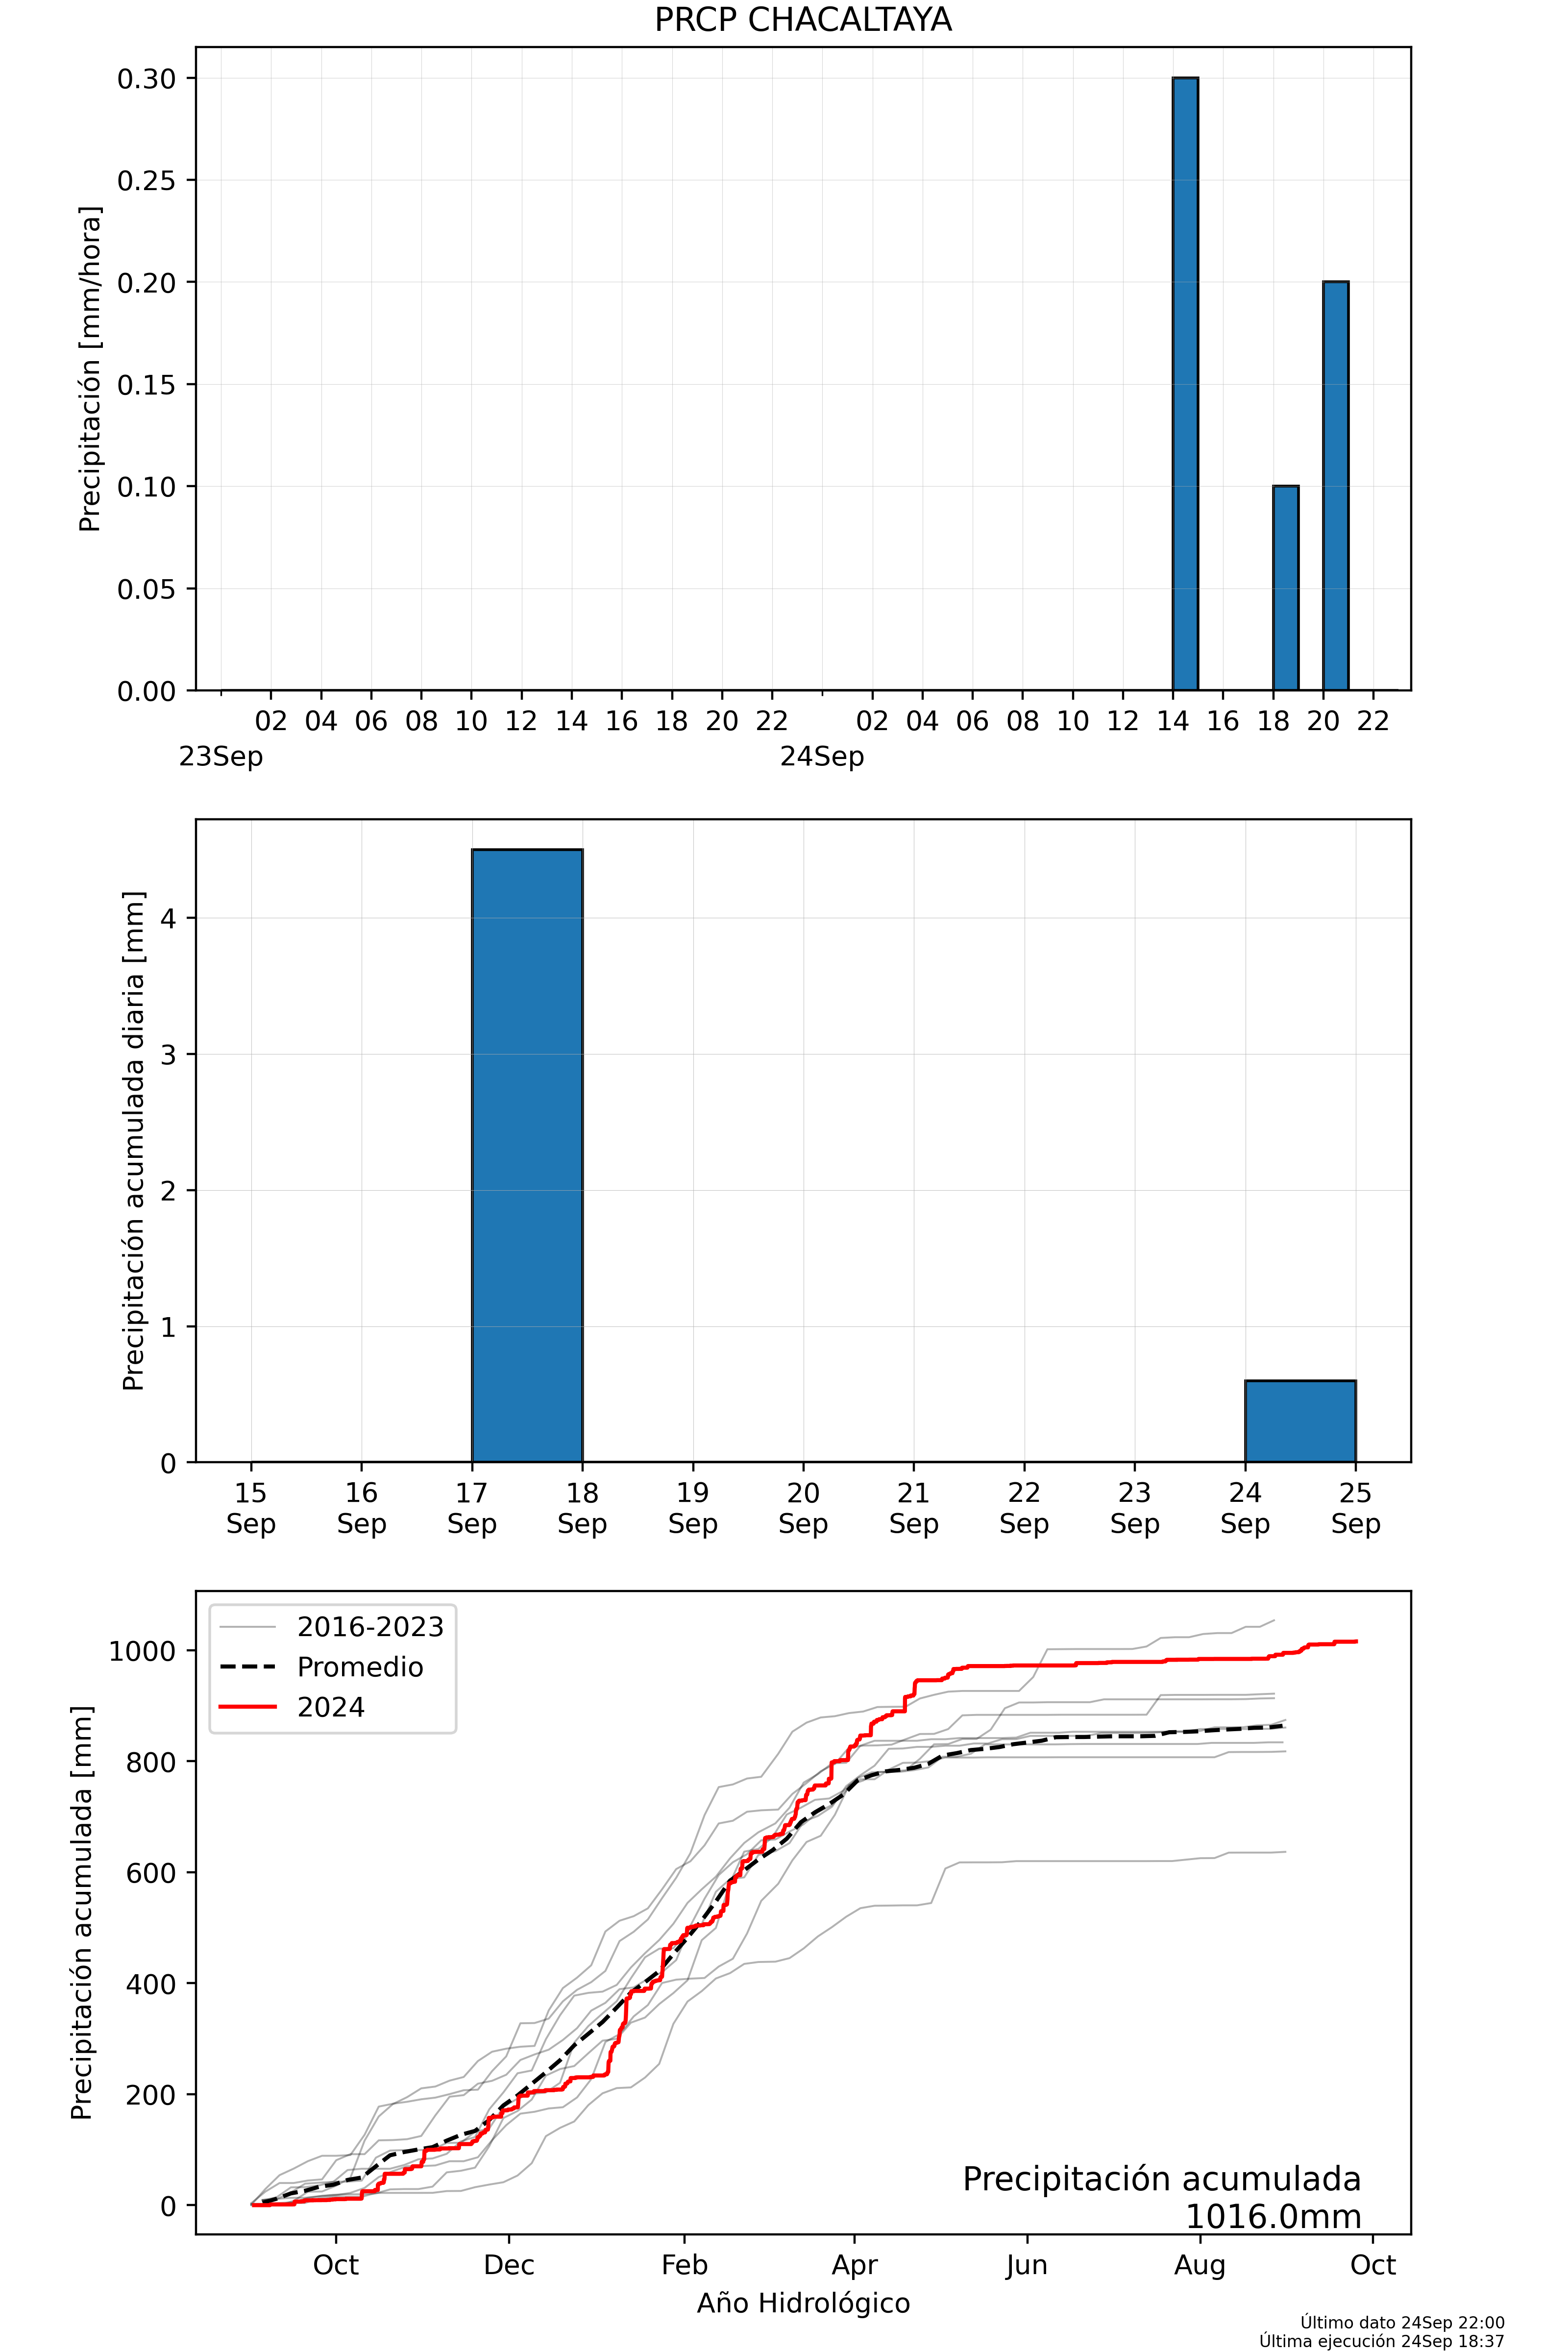 PRCP CHACALTAYA
Precipitación [mm/hora]
0.30
0.25
0.20
0.15
0.10
0.05
0.00
02 04 06 08 10 12 14 16 18 20 22 02 04 06 08 10 12 14 16 18 20 22
23Sep 24Sep
Precipitación acumulada diaria [mm]
4
3
2
1
0
15 16 17 18 19 20 21 22 23 24 25
Sep Sep Sep Sep Sep Sep Sep Sep Sep Sep Sep
Precipitación acumulada [mm]
1000
800
600
400
200
0
2016-2023
Promedio
2024
Precipitación acumulada
1016.0mm
Oct Dec Feb Apr Jun Aug Oct
Año Hidrológico
Último dato 24Sep 22:00
Última ejecución 24Sep 18:37